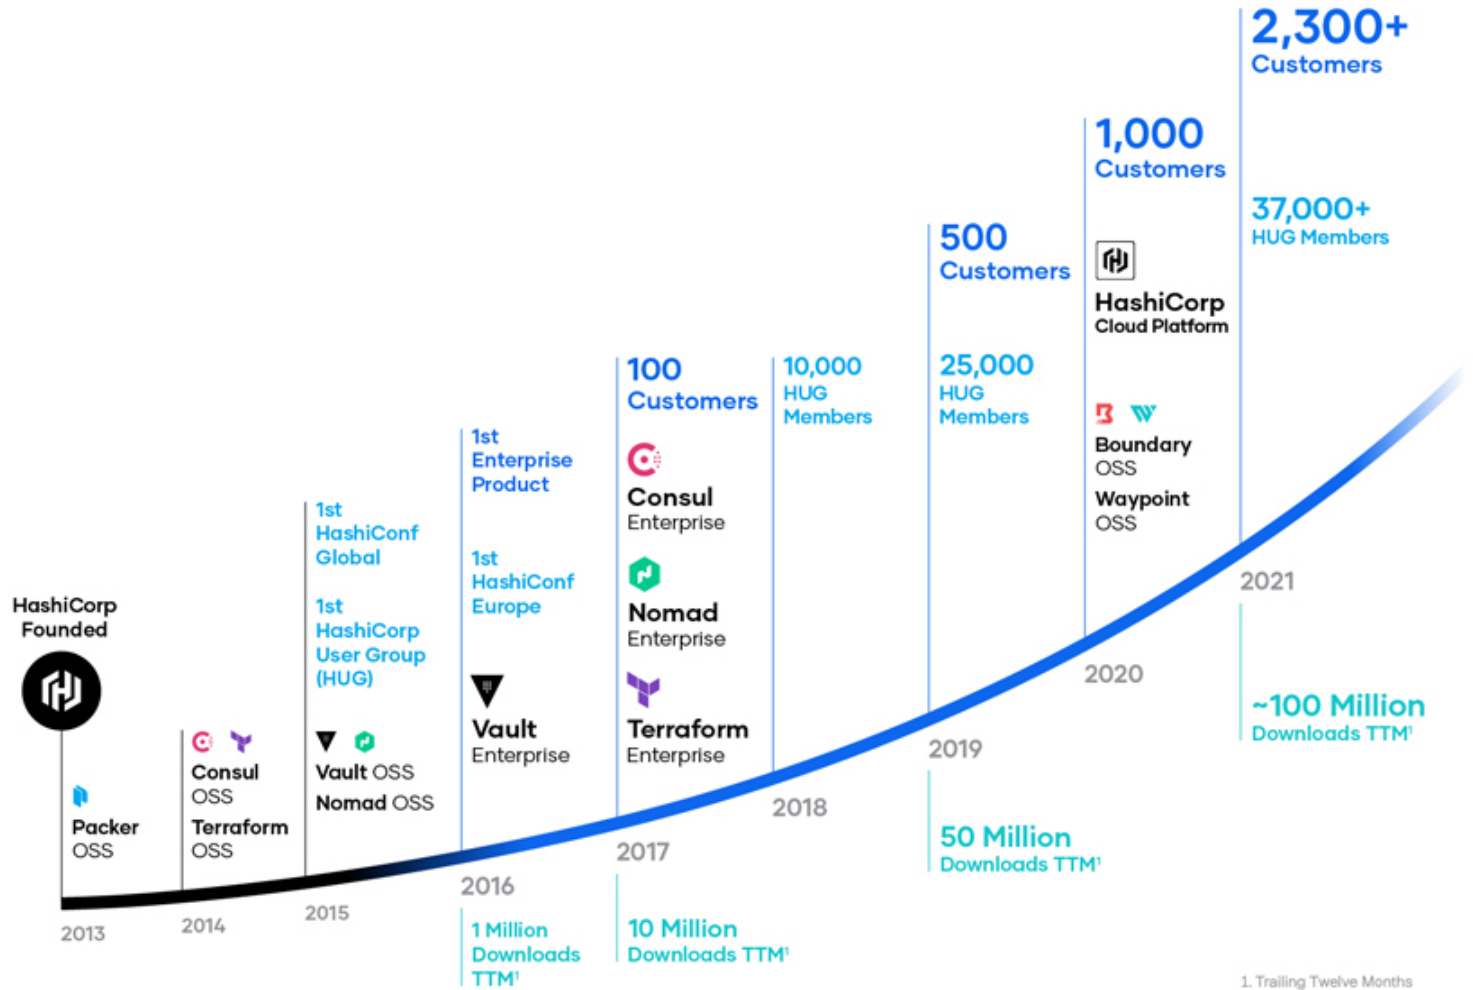 HashiCorp
Founded
Packer
OSS
2013
Consul
OSS
Terraform
OSS
2014
1st
HashiConf
Global
1st
HashiCorp
User Group
(HUG)
Vault OSS
Nomad OSS
2015
1st
Enterprise
Product
1st
HashiConf
Europe
Vault
Enterprise
2016
1 Million
Downloads
TTM¹
100
Customers
Consul
Enterprise
Nomad
Enterprise
Terraform
Enterprise
2017
10 Million
Downloads TTM¹
10,000
HUG
Members
2018
500
Customers
25,000
HUG
Members
2019
50 Million
Downloads TTM¹
1,000
Customers
HashiCorp
Cloud Platform
Boundary
OSS
Waypoint
OSS
2020
2,300+
Customers
37,000+
HUG Members
2021
~100 Million
Downloads TTM¹
1. Trailing Twelve Months